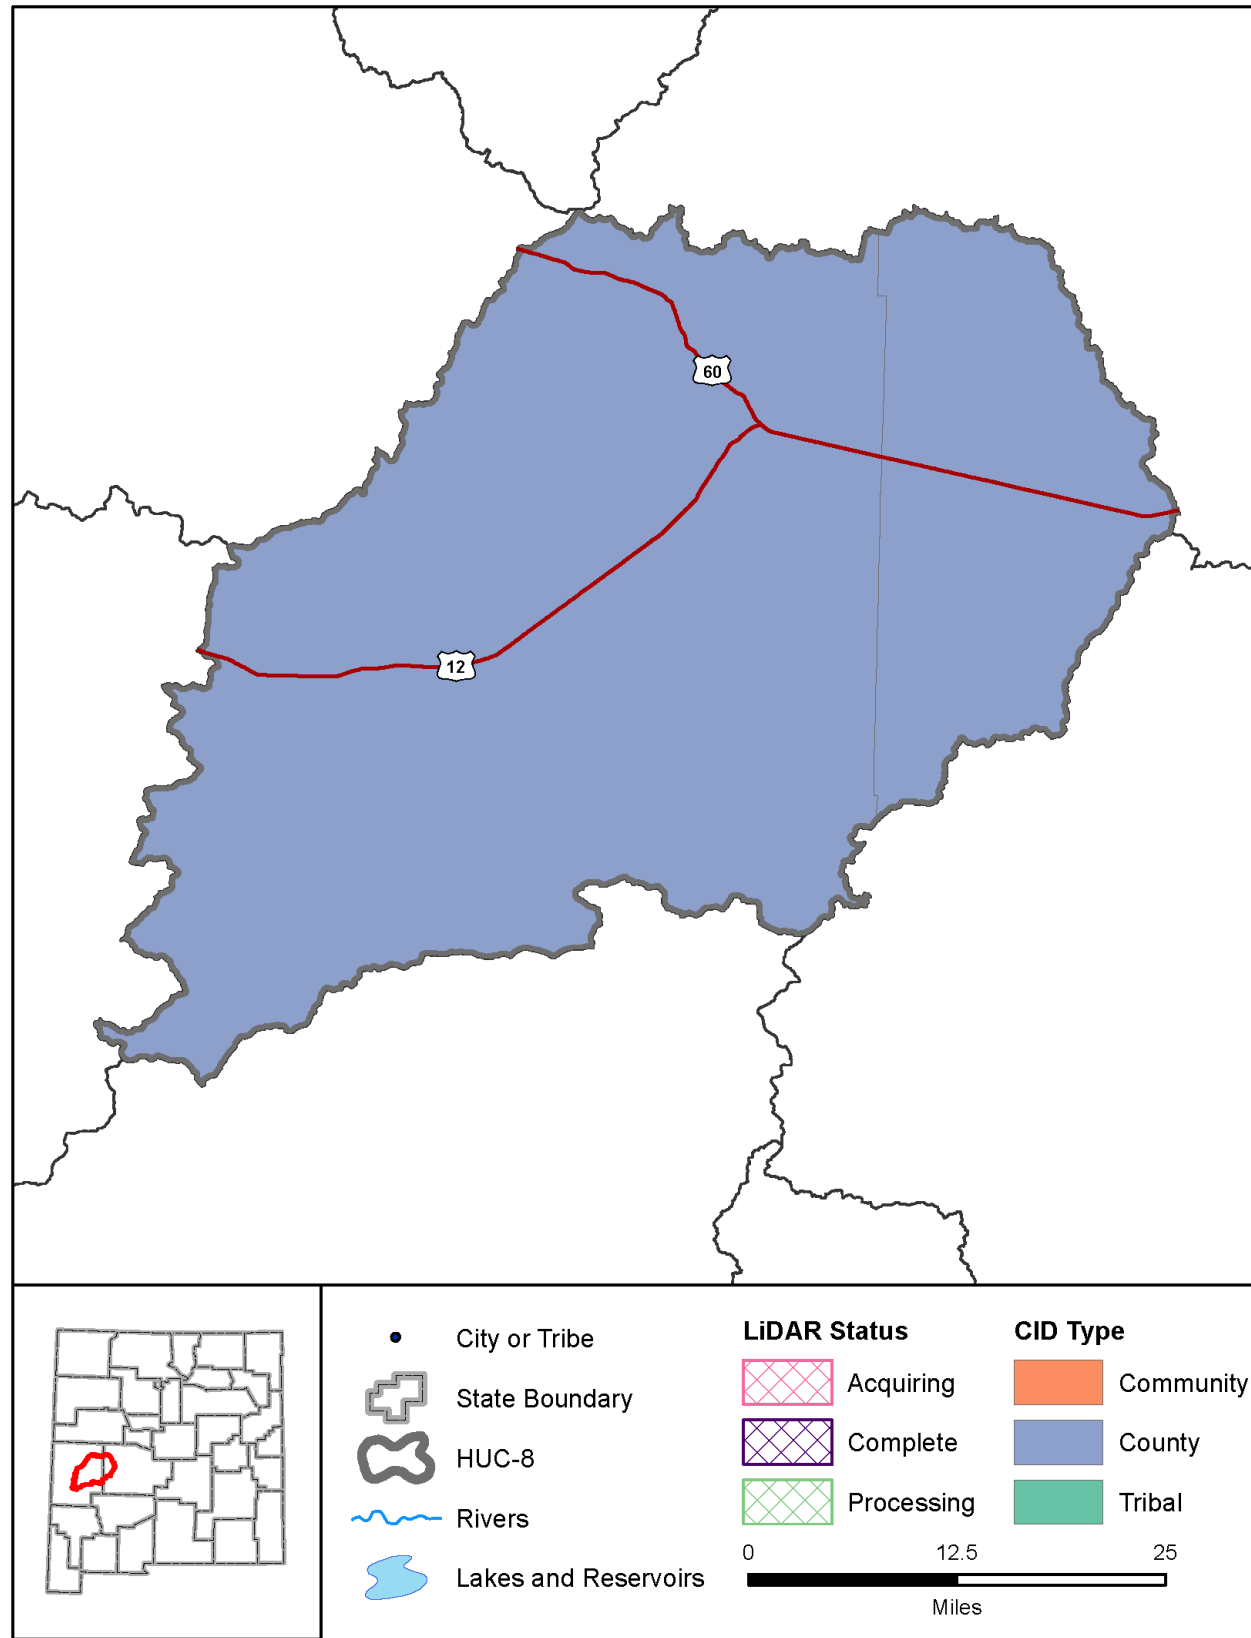 60
12
City or Tribe
State Boundary
HUC-8
Rivers
Lakes and Reservoirs
LiDAR Status
Acquiring
Complete
Processing
CID Type
Community
County
Tribal
0 12.5 25
Miles